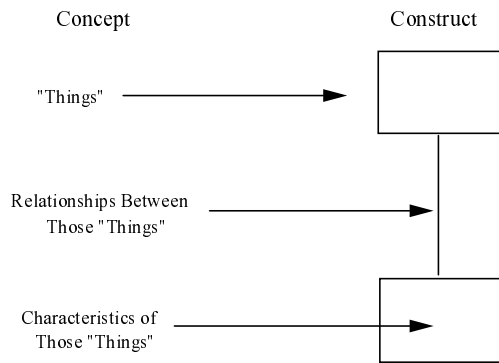 Concept
Construct
"Things"
Relationships Between
Those "Things"
Characteristics of
Those "Things"